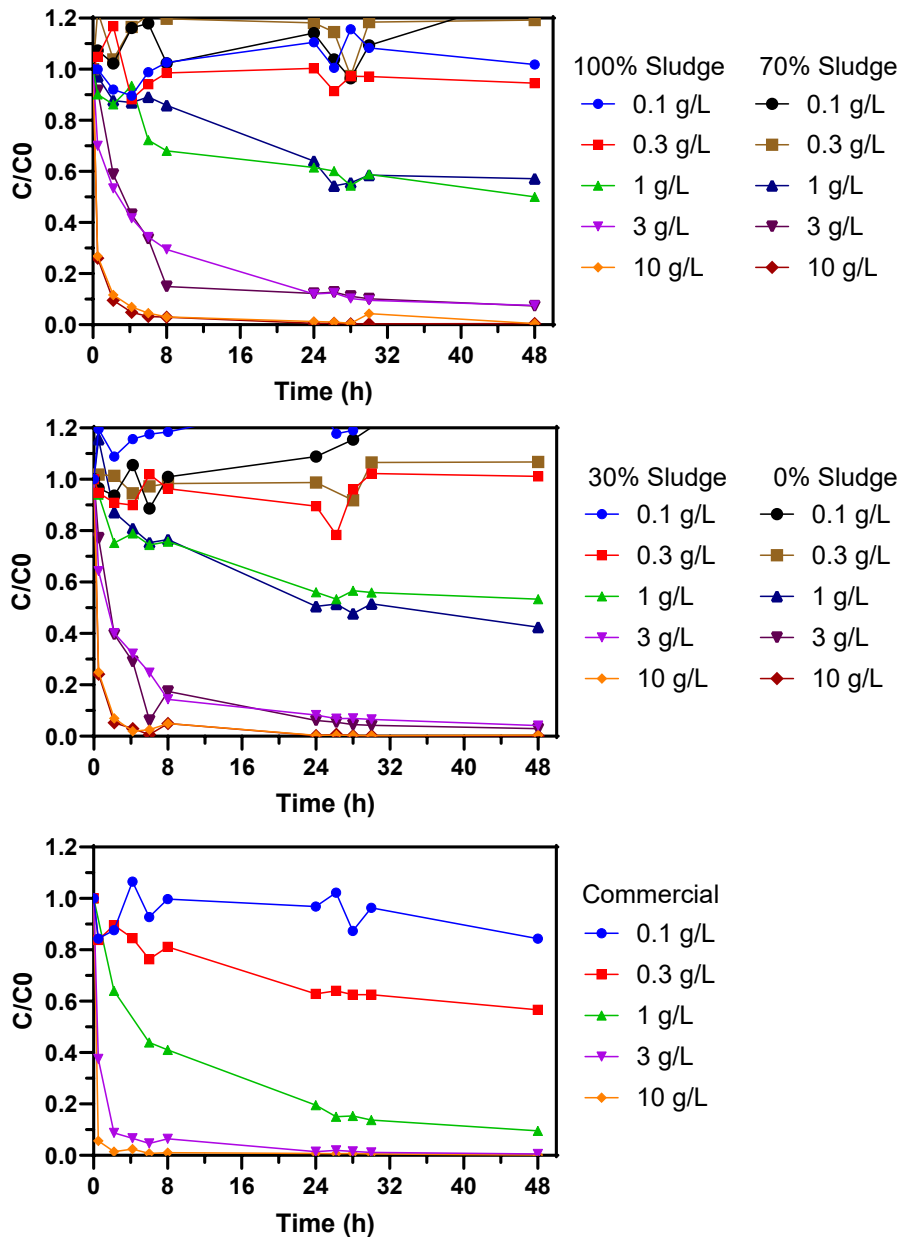 1.2
1.0
0.8
0.6
0.4
0.2
0.0
C/C0
0 8 16 24 32 40 48
Time (h)
100% Sludge 70% Sludge
0.1 g/L 0.1 g/L
0.3 g/L 0.3 g/L
1 g/L 1 g/L
3 g/L 3 g/L
10 g/L 10 g/L
1.2
1.0
0.8
0.6
0.4
0.2
0.0
C/C0
0 8 16 24 32 40 48
Time (h)
30% Sludge 0% Sludge
0.1 g/L 0.1 g/L
0.3 g/L 0.3 g/L
1 g/L 1 g/L
3 g/L 3 g/L
10 g/L 10 g/L
1.2
1.0
0.8
0.6
0.4
0.2
0.0
C/C0
0 8 16 24 32 40 48
Time (h)
Commercial
0.1 g/L
0.3 g/L
1 g/L
3 g/L
10 g/L